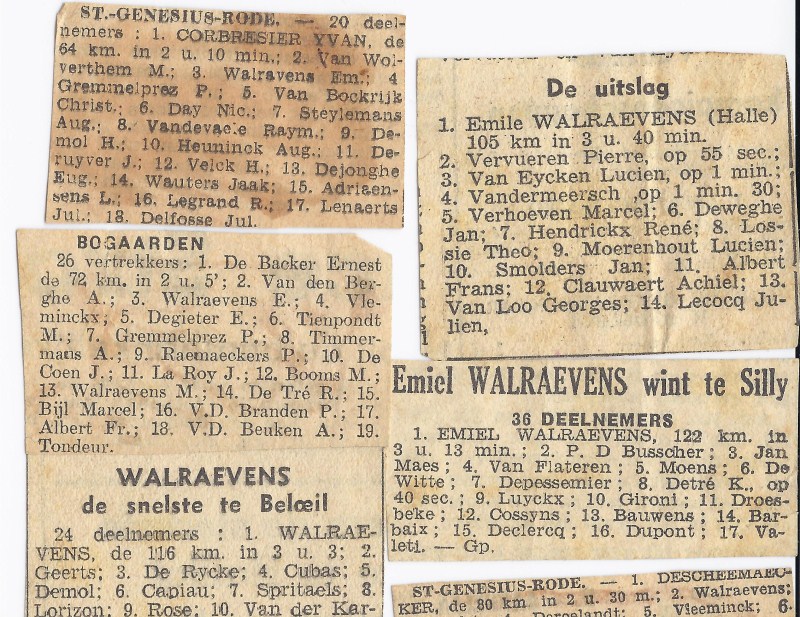 ST.-GENESIUS-RODE. — 20 deel-
nemers : 1. CORBRESIER YVAN, de
64 km. in 2 u. 10 min.; 2. Van Wol-
verthem M.; 3. Walravens Em.; 4
Gremmelprez P.; 5. Van Bockrijk
Christ.; 6. Day Nic.; 7. Steylemans
Aug.; 8. Vandevaele Raym.; 9. De-
mol H.; 10. Heuninck Aug.; 11. De-
ruyver J.; 12. Velck H.; 13. Dejonghe
Eug.; 14. Wauters Jaak; 15. Adriaen-
sens L.; 16. Legrand R.; 17. Lenaerts
Jul.; 18. Delfosse Jul.
BOGAARDEN
26 vertrekkers: 1. De Backer Ernest
de 72 km. in 2 u. 5'; 2. Van den Ber-
ghe A.; 3. Walraevens E.; 4. Vle-
minckx; 5. Degieter E.; 6. Tienpondt
M.; 7. Gremmelprez P.; 8. Timmer-
mans A.; 9. Raemaeckers P.; 10. De
Coen J.; 11. La Roy J.; 12. Booms M.;
13. Walraevens M.; 14. De Tré R.; 15.
Bijl Marcel; 16. V.D. Branden P.; 17.
Albert Fr.; 18. V.D. Beuken A.; 19.
Tondeur.
WALRAEVENS
de snelste te Belœil
24 deelnemers : 1. WALRAE-
VENS, de 116 km. in 3 u. 3; 2.
Geerts; 3. De Rycke; 4. Cubas; 5.
Demol; 6. Capiau; 7. Spritaels; 8.
Lorizon; 9. Rose; 10. Van der Kar-
De uitslag
1. Emile WALRAEVENS (Halle)
105 km in 3 u. 40 min.
2. Vervueren Pierre, op 55 sec.;
3. Van Eycken Lucien, op 1 min.;
4. Vandermeersch ,op 1 min. 30;
5. Verhoeven Marcel; 6. Deweghe
Jan; 7. Hendrickx René; 8. Los-
sie Theo; 9. Moerenhout Lucien;
10. Smolders Jan; 11. Albert
Frans; 12. Clauwaert Achiel; 13.
Van Loo Georges; 14. Lecocq Ju-
lien,
Emiel WALRAEVENS wint te Silly
36 DEELNEMERS
1. EMIEL WALRAEVENS, 122 km. in
3 u. 13 min.; 2. P. D Busscher; 3. Jan
Maes; 4. Van Flateren; 5. Moens; 6. De
Witte; 7. Depessemier; 8. Detré K., op
40 sec.; 9. Luyckx; 10. Gironi; 11. Droes-
beke; 12. Cossyns; 13. Bauwens; 14. Bar-
baix; 15. Declercq; 16. Dupont; 17. Va-
leti. — Gp.
ST-GENESIUS-RODE. — 1. DESCHEEMAEC-
KER, de 80 km in 2 u. 30 m.; 2. Walraevens;
5. Vleeminck; 6.